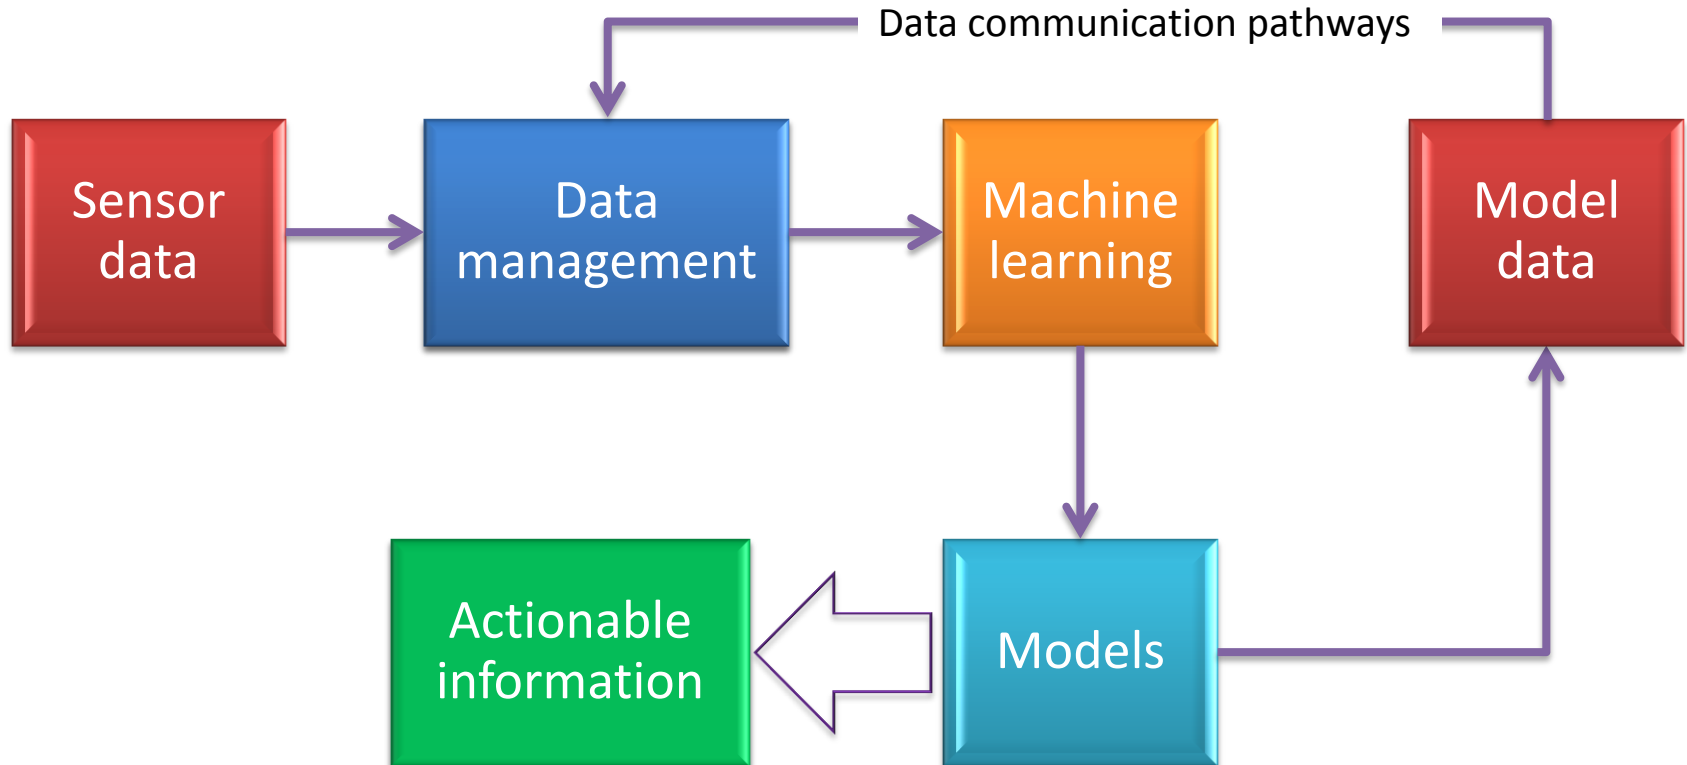 Data communication pathways
Sensor
data
Data
management
Machine
learning
Model
data
Actionable
information
Models